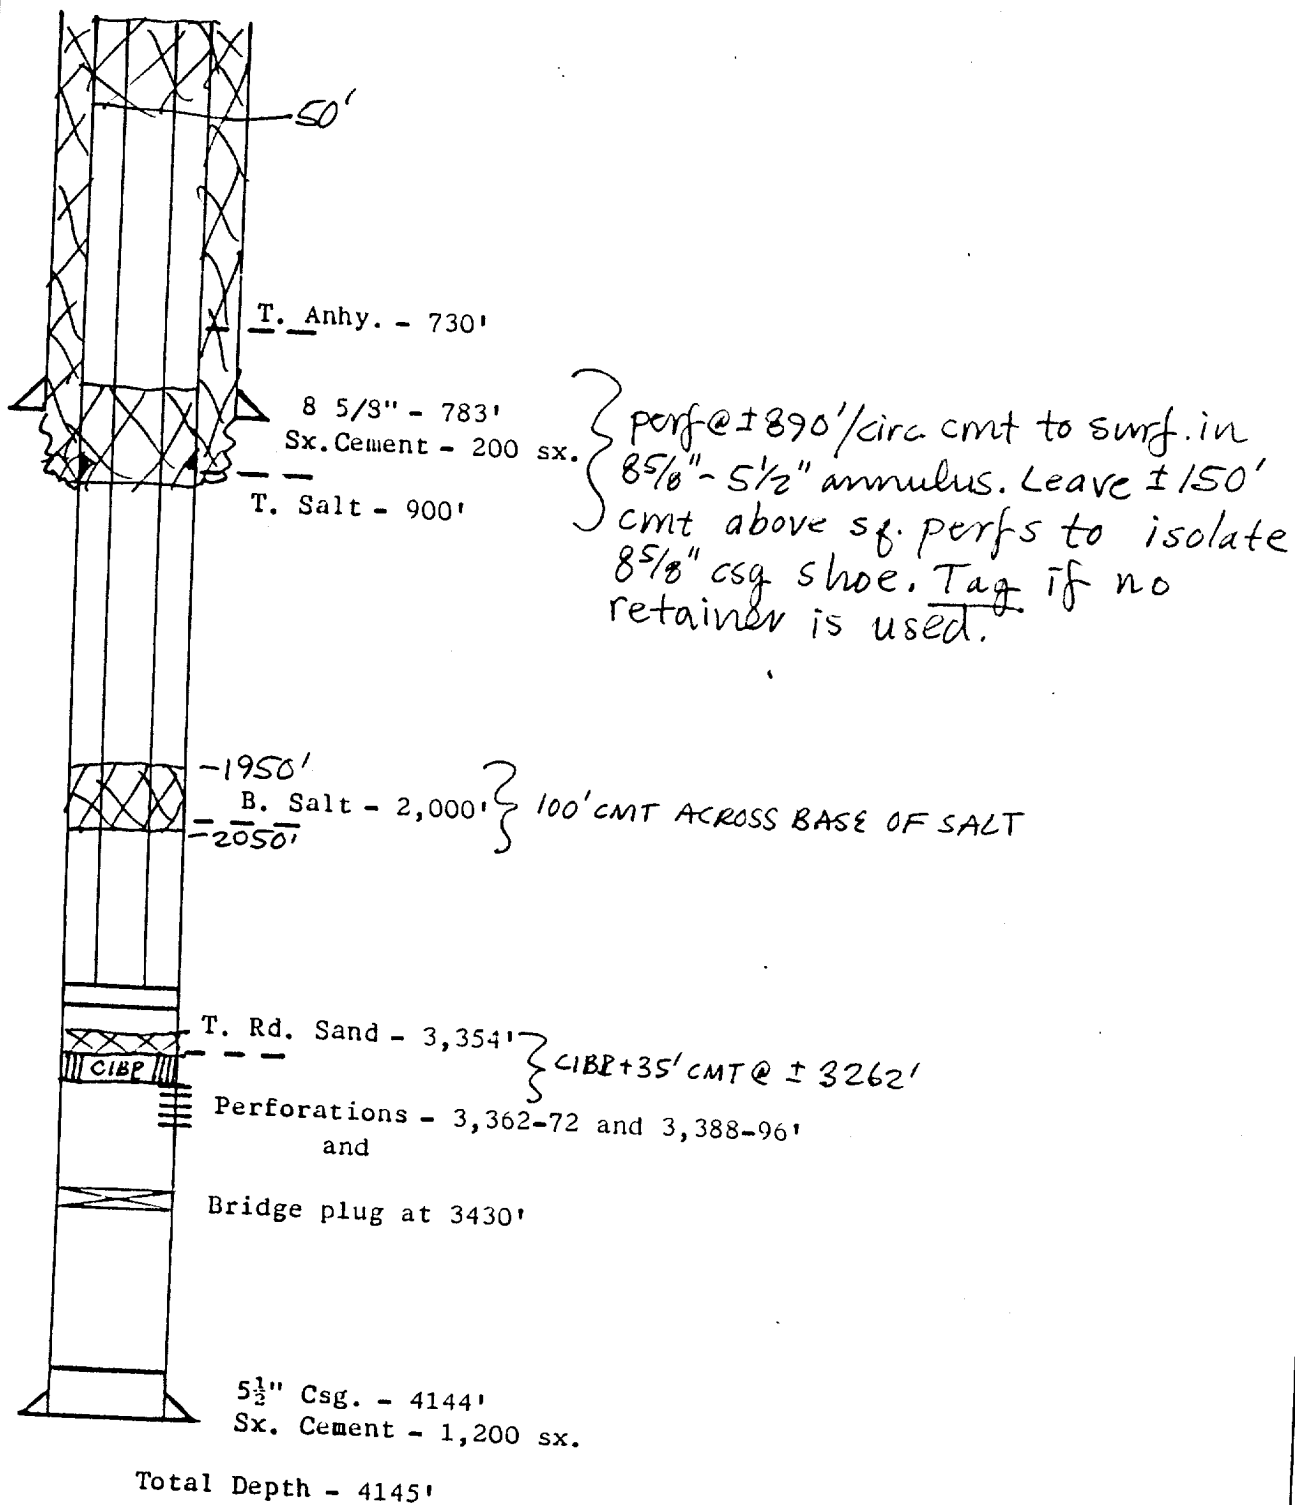 50'
T. Anhy. - 730'
8 5/8" - 783'
Sx.Cement - 200 sx.
T. Salt - 900'
perf@±890'/circ cmt to surf. in
8 5/8" - 5 1/2" annulus. Leave ±150'
cmt above sq. perfs to isolate
8 5/8" csg shoe. Tag if no
retainer is used.
-1950'
B. Salt - 2,000'
100' CMT ACROSS BASE OF SALT
-2050'
T. Rd. Sand - 3,354'
CIBP
CIBP+35' CMT @ ± 3262'
Perforations - 3,362-72 and 3,388-96'
and
Bridge plug at 3430'
5½" Csg. - 4144'
Sx. Cement - 1,200 sx.
Total Depth - 4145'